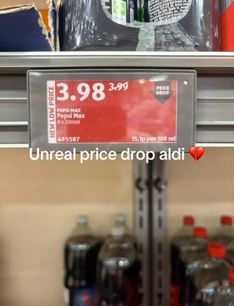 NEW LOW PRICE
3.98 3.99
PRICE
DROP
PEPSI MAX
Pepsi Max
8 x 330ml
495587
15.1p per 100 ml
Unreal price drop aldi 💔